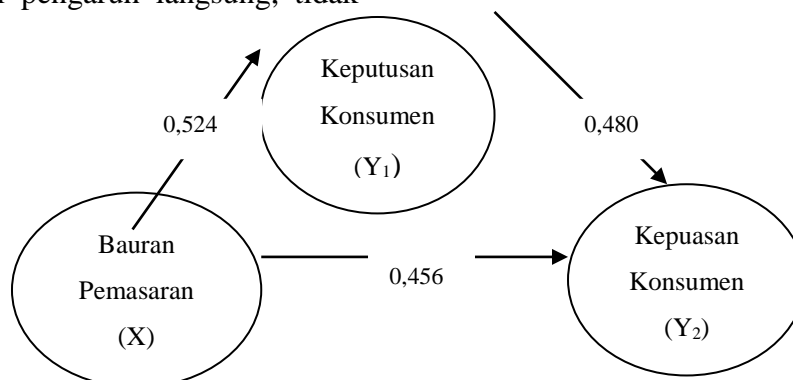 pengaruh langsung, tidak
Keputusan
Konsumen
(Y₁)
0,524
0,480
Bauran
Pemasaran
(X)
0,456
Kepuasan
Konsumen
(Y₂)